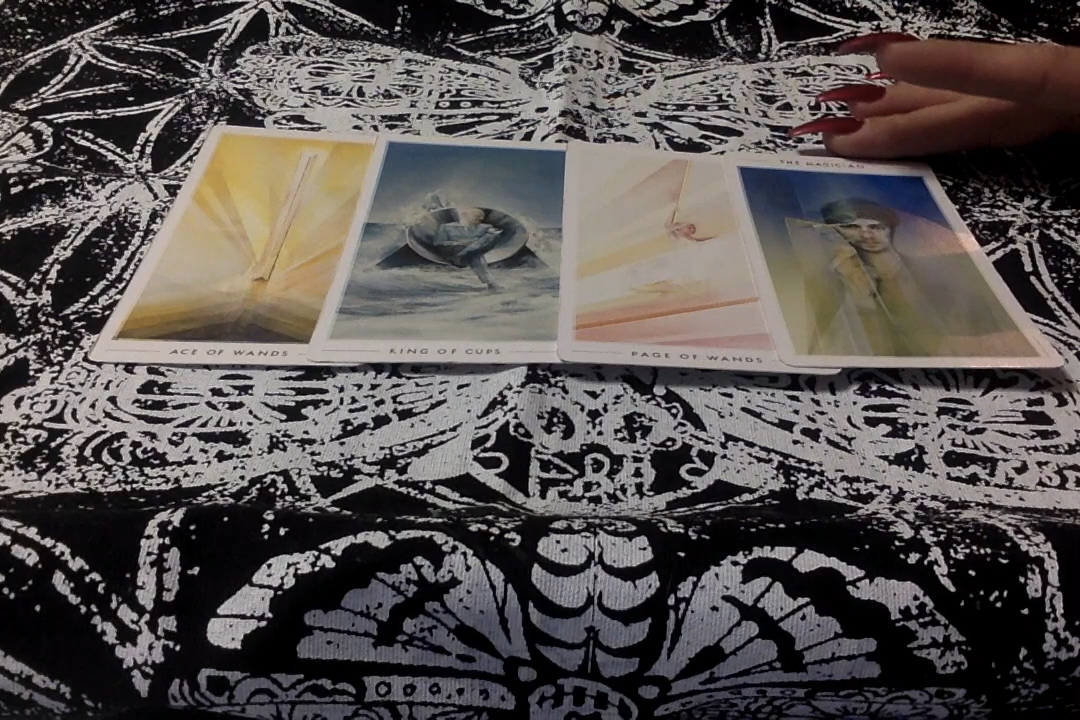 THE MAGICIAN
ACE OF WANDS
KING OF CUPS
PAGE OF WANDS